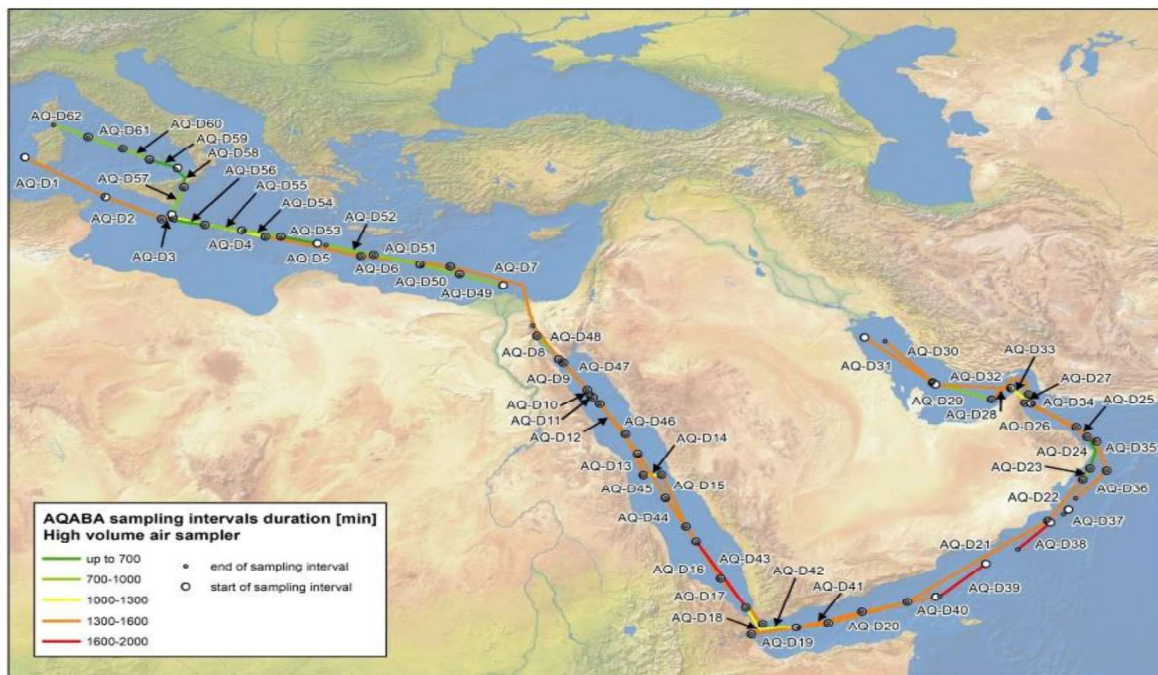 AQ-D62
AQ-D61
AQ-D60
AQ-D59
AQ-D58
AQ-D1
AQ-D57
AQ-D56
AQ-D55
AQ-D54
AQ-D2
AQ-D52
AQ-D53
AQ-D3
AQ-D4
AQ-D51
AQ-D5
AQ-D6
AQ-D7
AQ-D50
AQ-D49
AQ-D48
AQ-D8
AQ-D47
AQ-D9
AQ-D10
AQ-D11
AQ-D12
AQ-D46
AQ-D13
AQ-D14
AQ-D45
AQ-D15
AQ-D44
AQ-D43
AQ-D16
AQ-D42
AQ-D17
AQ-D41
AQ-D18
AQ-D19
AQ-D20
AQ-D40
AQ-D39
AQ-D21
AQ-D38
AQ-D37
AQ-D22
AQ-D36
AQ-D23
AQ-D35
AQ-D24
AQ-D25
AQ-D34
AQ-D26
AQ-D27
AQ-D28
AQ-D33
AQ-D32
AQ-D29
AQ-D30
AQ-D31
AQABA sampling intervals duration [min]
High volume air sampler
up to 700
700-1000
1000-1300
1300-1600
1600-2000
end of sampling interval
start of sampling interval